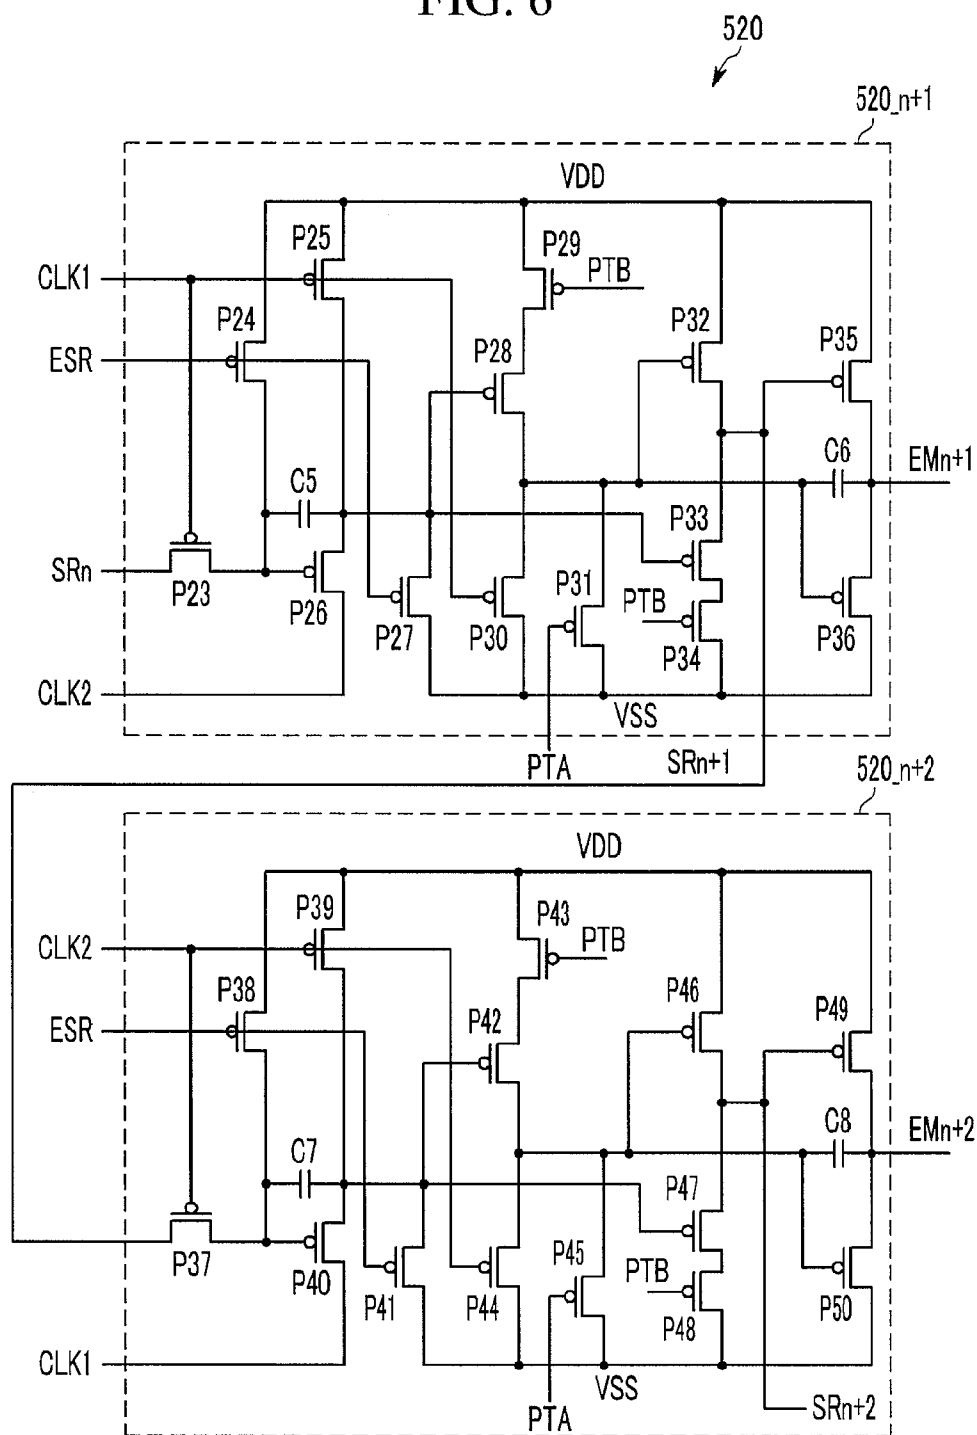 FIG. 6
520
520_n+1
VDD
P25
P29
CLK1
PTB
P24
P32
P35
ESR
P28
C5
C6
EMn+1
P33
SRn
P23
P26
P27
P30
P31
PTB
P34
P36
CLK2
VSS
PTA
SRn+1
520_n+2
VDD
P39
P43
CLK2
PTB
P38
P46
P49
ESR
P42
C7
C8
EMn+2
P47
P37
P40
P41
P44
P45
PTB
P48
P50
CLK1
VSS
PTA
SRn+2